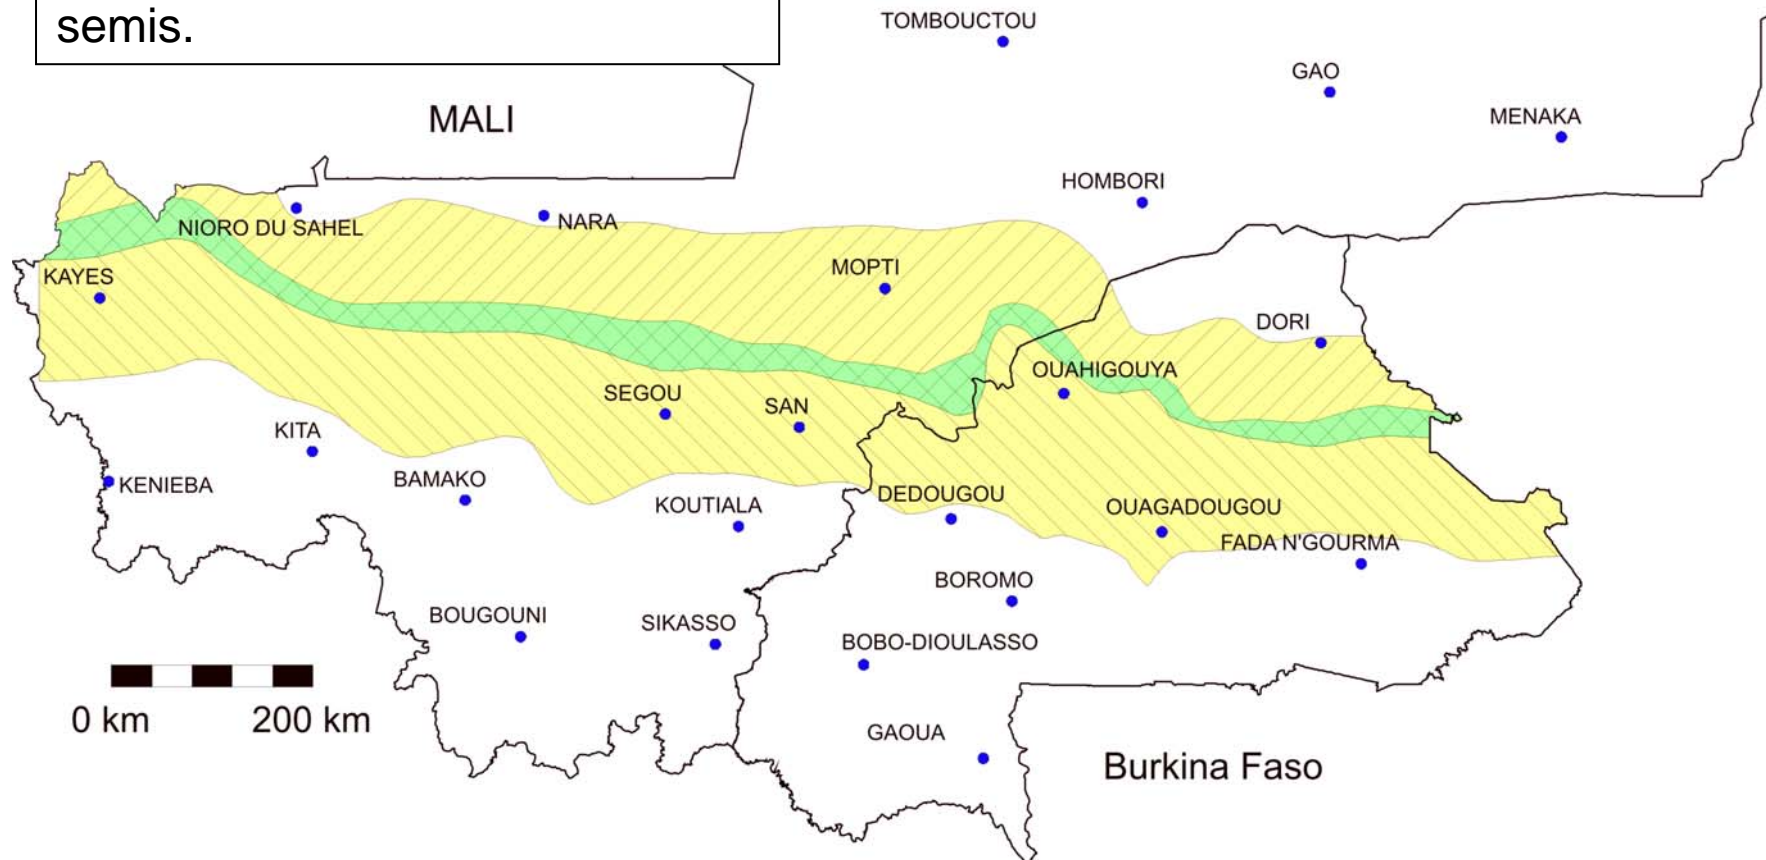 semis.
TOMBOUCTOU
GAO
MENAKA
MALI
HOMBORI
NIORO DU SAHEL
NARA
KAYES
MOPTI
DORI
OUAHIGOUYA
SEGOU
SAN
KITA
BAMAKO
KENIEBA
KOUTIALA
DEDOUGOU
OUAGADOUGOU
FADA N'GOURMA
BOROMO
BOUGOUNI
SIKASSO
BOBO-DIOULASSO
0 km 200 km
GAOUA
Burkina Faso